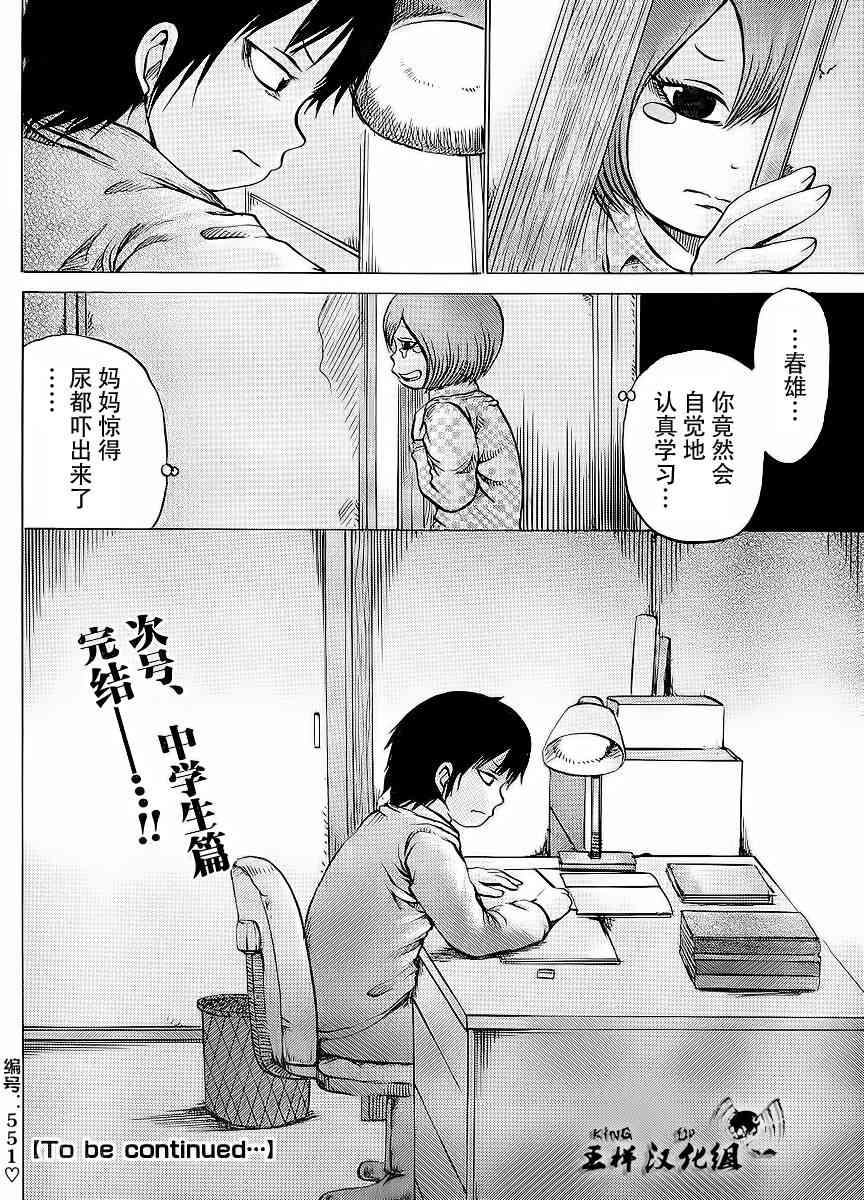 …春雄…
你竟然会
自觉地
认真学习…
妈妈惊得
尿都吓出来了
……
次号、中学生篇
完结——…!!
编号：551♡
【To be continued…】
KING UP
王样汉化组